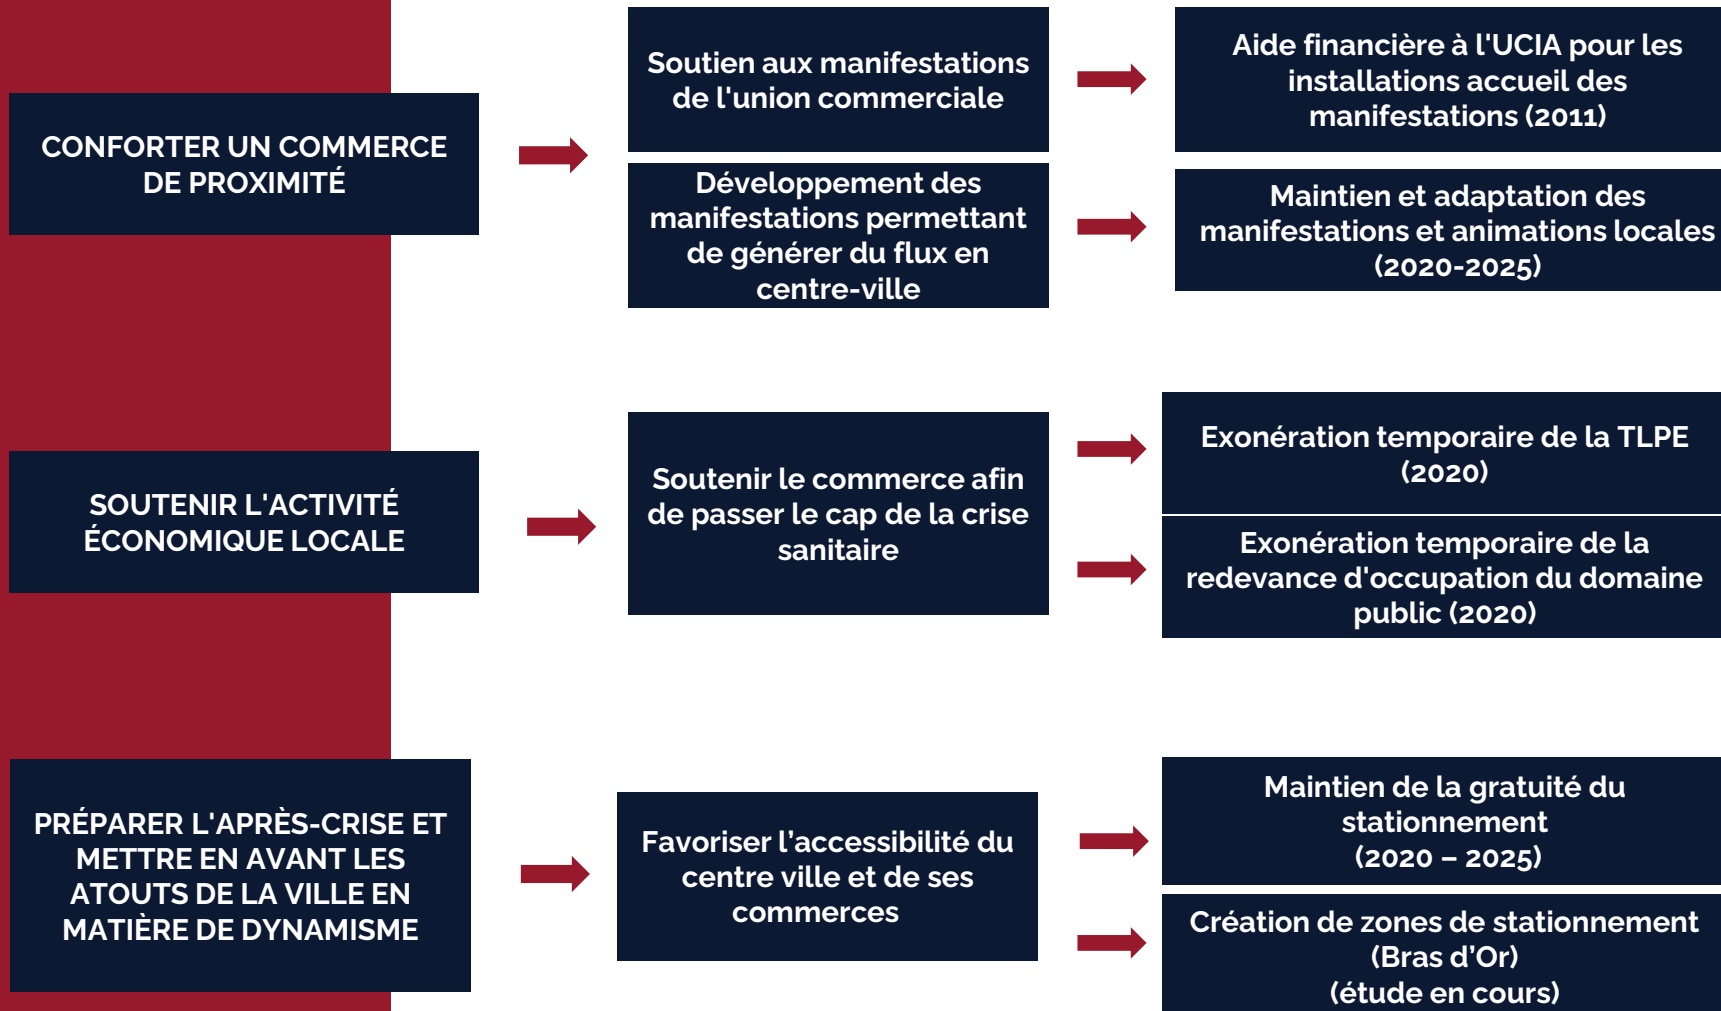 CONFORTER UN COMMERCE
DE PROXIMITÉ
Soutien aux manifestations
de l'union commerciale
Aide financière à l'UCIA pour les
installations accueil des
manifestations (2011)
Développement des
manifestations permettant
de générer du flux en
centre-ville
Maintien et adaptation des
manifestations et animations locales
(2020-2025)
SOUTENIR L'ACTIVITÉ
ÉCONOMIQUE LOCALE
Soutenir le commerce afin
de passer le cap de la crise
sanitaire
Exonération temporaire de la TLPE
(2020)
Exonération temporaire de la
redevance d'occupation du domaine
public (2020)
PRÉPARER L'APRÈS-CRISE ET
METTRE EN AVANT LES
ATOUTS DE LA VILLE EN
MATIÈRE DE DYNAMISME
Favoriser l’accessibilité du
centre ville et de ses
commerces
Maintien de la gratuité du
stationnement
(2020 – 2025)
Création de zones de stationnement
(Bras d’Or)
(étude en cours)